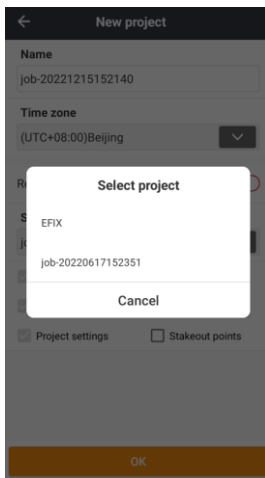 New project
Name
job-20221215152140
Time zone
(UTC+08:00)Beijing
Select project
EFIX
job-20220617152351
Cancel
Project settings
Stakeout points
OK